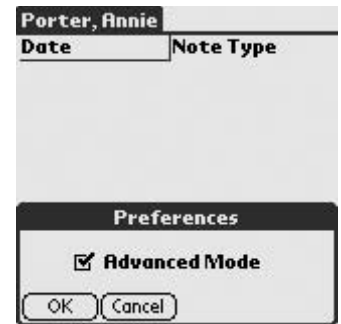 Porter, Annie
Date Note Type
Preferences
Advanced Mode
OK Cancel